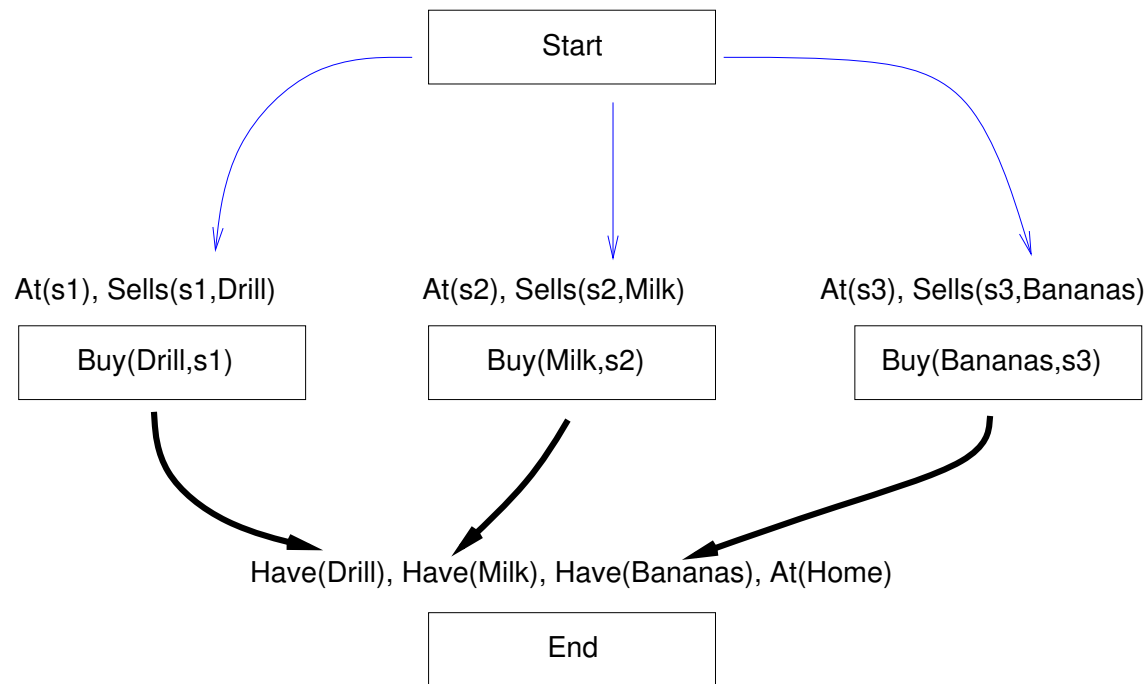 Start
At(s1), Sells(s1,Drill)
At(s2), Sells(s2,Milk)
At(s3), Sells(s3,Bananas)
Buy(Drill,s1)
Buy(Milk,s2)
Buy(Bananas,s3)
Have(Drill), Have(Milk), Have(Bananas), At(Home)
End